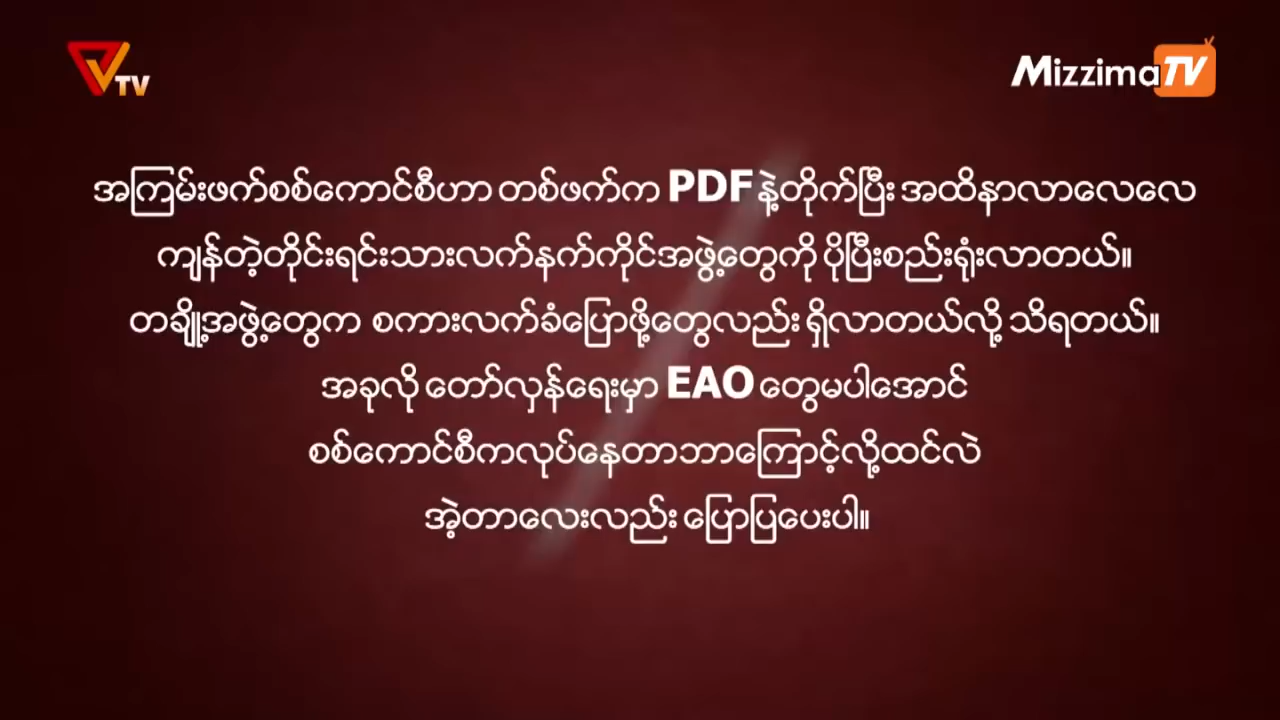 TV
MizzimaTV
အကြမ်းဖက်စစ်ကောင်စီဟာ တစ်ဖက်က PDF နဲ့တိုက်ပြီး အထိနာလာလေလေ
ကျန်တဲ့တိုင်းရင်းသားလက်နက်ကိုင်အဖွဲ့တွေကို ပိုပြီးစည်းရုံးလာတယ်။
တချို့အဖွဲ့တွေက စကားလက်ခံပြောဖို့တွေလည်း ရှိလာတယ်လို့ သိရတယ်။
အခုလို တော်လှန်ရေးမှာ EAO တွေမပါအောင်
စစ်ကောင်စီကလုပ်နေတာဘာကြောင့်လို့ထင်လဲ
အဲ့တာလေးလည်း ပြောပြပေးပါ။